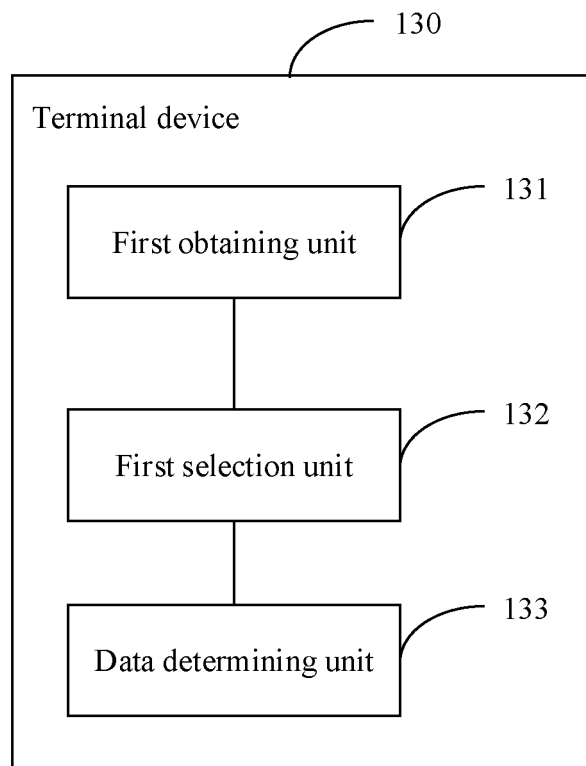 130
Terminal device
131
First obtaining unit
132
First selection unit
133
Data determining unit